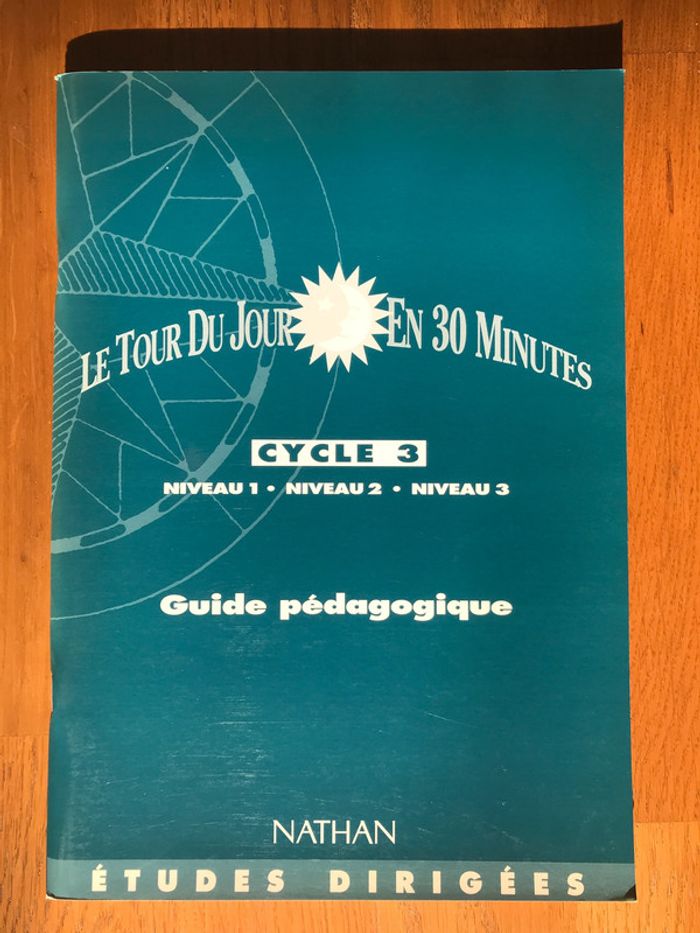 LE TOUR DU JOUR EN 30 MINUTES
CYCLE 3
NIVEAU 1 • NIVEAU 2 • NIVEAU 3
Guide pédagogique
NATHAN
ÉTUDES DIRIGÉES